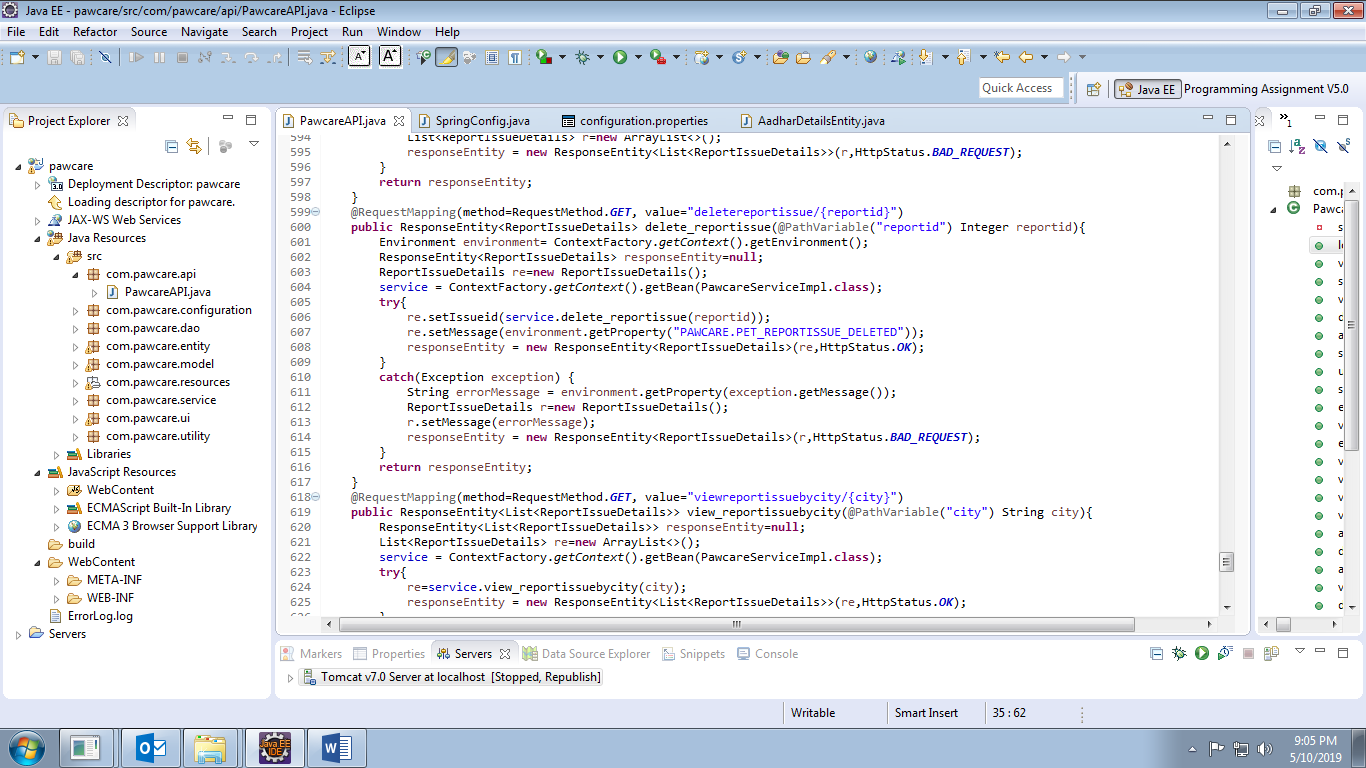 Java EE - pawcare/src/com/pawcare/api/PawcareAPI.java - Eclipse
File Edit Refactor Source Navigate Search Project Run Window Help
Quick Access
Java EE
Programming Assignment V5.0
Project Explorer
pawcare
Deployment Descriptor: pawcare
Loading descriptor for pawcare.
JAX-WS Web Services
Java Resources
src
com.pawcare.api
PawcareAPI.java
com.pawcare.configuration
com.pawcare.dao
com.pawcare.entity
com.pawcare.model
com.pawcare.resources
com.pawcare.service
com.pawcare.ui
com.pawcare.utility
Libraries
JavaScript Resources
WebContent
ECMAScript Built-In Library
ECMA 3 Browser Support Library
build
WebContent
META-INF
WEB-INF
ErrorLog.log
Servers
PawcareAPI.java SpringConfig.java configuration.properties AadharDetailsEntity.java
594 List<ReportIssueDetails> r=new ArrayList<>();
595 responseEntity = new ResponseEntity<List<ReportIssueDetails>>(r,HttpStatus.BAD_REQUEST);
596 }
597 return responseEntity;
598 }
599 @RequestMapping(method=RequestMethod.GET, value="deletereportissue/{reportid}")
600 public ResponseEntity<ReportIssueDetails> delete_reportissue(@PathVariable("reportid") Integer reportid){
601 Environment environment= ContextFactory.getContext().getEnvironment();
602 ResponseEntity<ReportIssueDetails> responseEntity=null;
603 ReportIssueDetails re=new ReportIssueDetails();
604 service = ContextFactory.getContext().getBean(PawcareServiceImpl.class);
605 try{
606 re.setIssueid(service.delete_reportissue(reportid));
607 re.setMessage(environment.getProperty("PAWCARE.PET_REPORTISSUE_DELETED"));
608 responseEntity = new ResponseEntity<ReportIssueDetails>(re,HttpStatus.OK);
609 }
610 catch(Exception exception) {
611 String errorMessage = environment.getProperty(exception.getMessage());
612 ReportIssueDetails r=new ReportIssueDetails();
613 r.setMessage(errorMessage);
614 responseEntity = new ResponseEntity<ReportIssueDetails>(r,HttpStatus.BAD_REQUEST);
615 }
616 return responseEntity;
617 }
618 @RequestMapping(method=RequestMethod.GET, value="viewreportissuebycity/{city}")
619 public ResponseEntity<List<ReportIssueDetails>> view_reportissuebycity(@PathVariable("city") String city){
620 ResponseEntity<List<ReportIssueDetails>> responseEntity=null;
621 List<ReportIssueDetails> re=new ArrayList<>();
622 service = ContextFactory.getContext().getBean(PawcareServiceImpl.class);
623 try{
624 re=service.view_reportissuebycity(city);
625 responseEntity = new ResponseEntity<List<ReportIssueDetails>>(re,HttpStatus.OK);
com.p
Pawc
Markers Properties Servers Data Source Explorer Snippets Console
Tomcat v7.0 Server at localhost [Stopped, Republish]
Writable Smart Insert 35 : 62
9:05 PM
5/10/2019